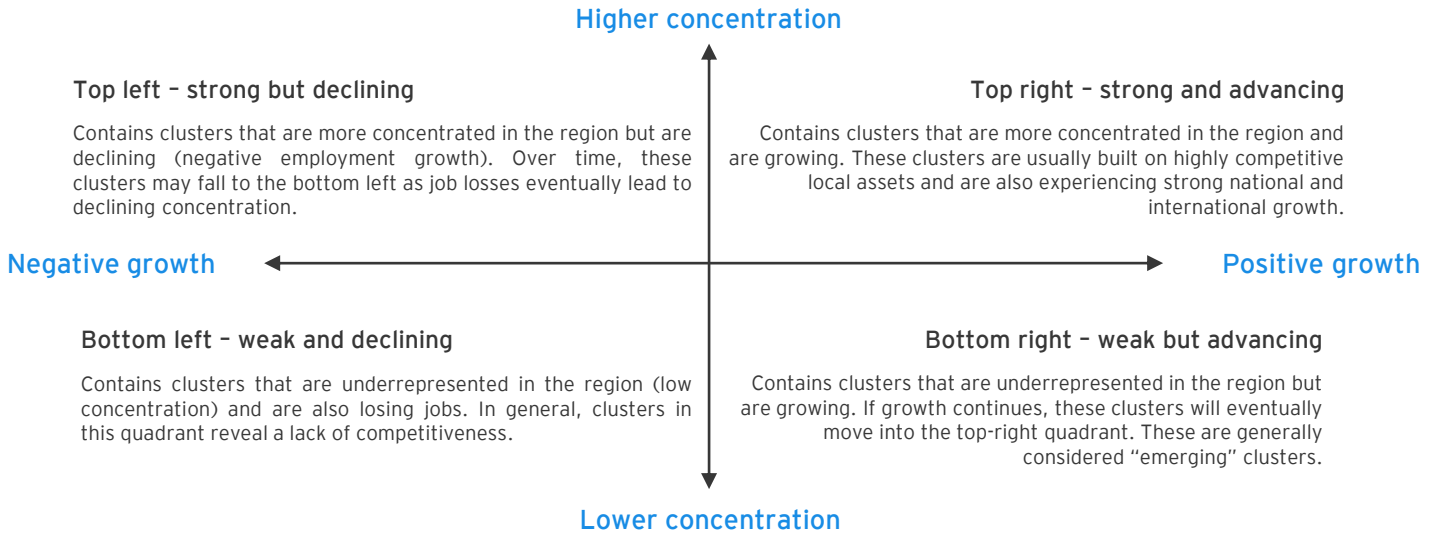 Higher concentration
Top left – strong but declining
Contains clusters that are more concentrated in the region but are
declining (negative employment growth). Over time, these
clusters may fall to the bottom left as job losses eventually lead to
declining concentration.
Top right – strong and advancing
Contains clusters that are more concentrated in the region and
are growing. These clusters are usually built on highly competitive
local assets and are also experiencing strong national and
international growth.
Negative growth
Positive growth
Bottom left – weak and declining
Contains clusters that are underrepresented in the region (low
concentration) and are also losing jobs. In general, clusters in
this quadrant reveal a lack of competitiveness.
Bottom right – weak but advancing
Contains clusters that are underrepresented in the region but
are growing. If growth continues, these clusters will eventually
move into the top-right quadrant. These are generally
considered “emerging” clusters.
Lower concentration